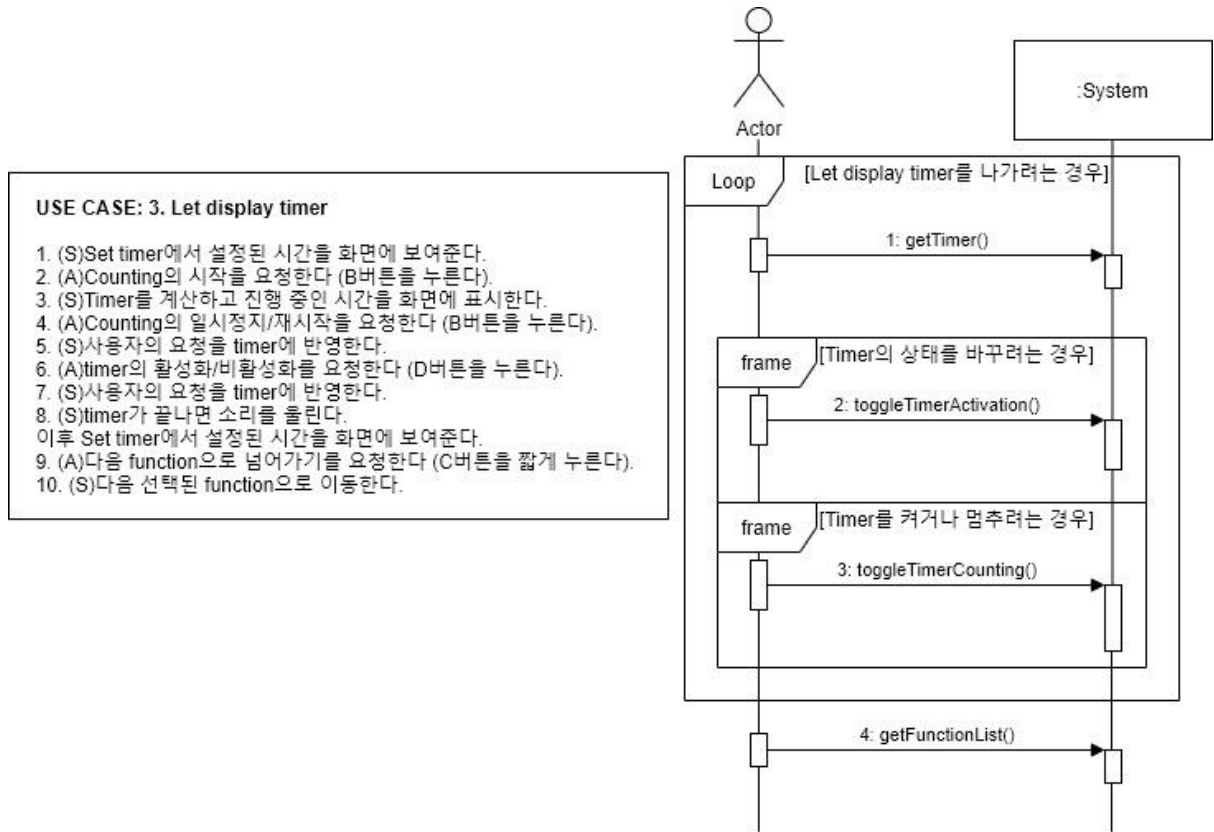 USE CASE: 3. Let display timer
1. (S)Set timer에서 설정된 시간을 화면에 보여준다.
2. (A)Counting의 시작을 요청한다 (B버튼을 누른다).
3. (S)Timer를 계산하고 진행 중인 시간을 화면에 표시한다.
4. (A)Counting의 일시정지/재시작을 요청한다 (B버튼을 누른다).
5. (S)사용자의 요청을 timer에 반영한다.
6. (A)timer의 활성화/비활성화를 요청한다 (D버튼을 누른다).
7. (S)사용자의 요청을 timer에 반영한다.
8. (S)timer가 끝나면 소리를 울린다.
이후 Set timer에서 설정된 시간을 화면에 보여준다.
9. (A)다음 function으로 넘어가기를 요청한다 (C버튼을 짧게 누른다).
10. (S)다음 선택된 function으로 이동한다.
Actor
:System
Loop
[Let display timer를 나가려는 경우]
1: getTimer()
frame
[Timer의 상태를 바꾸려는 경우]
2: toggleTimerActivation()
frame
[Timer를 켜거나 멈추려는 경우]
3: toggleTimerCounting()
4: getFunctionList()